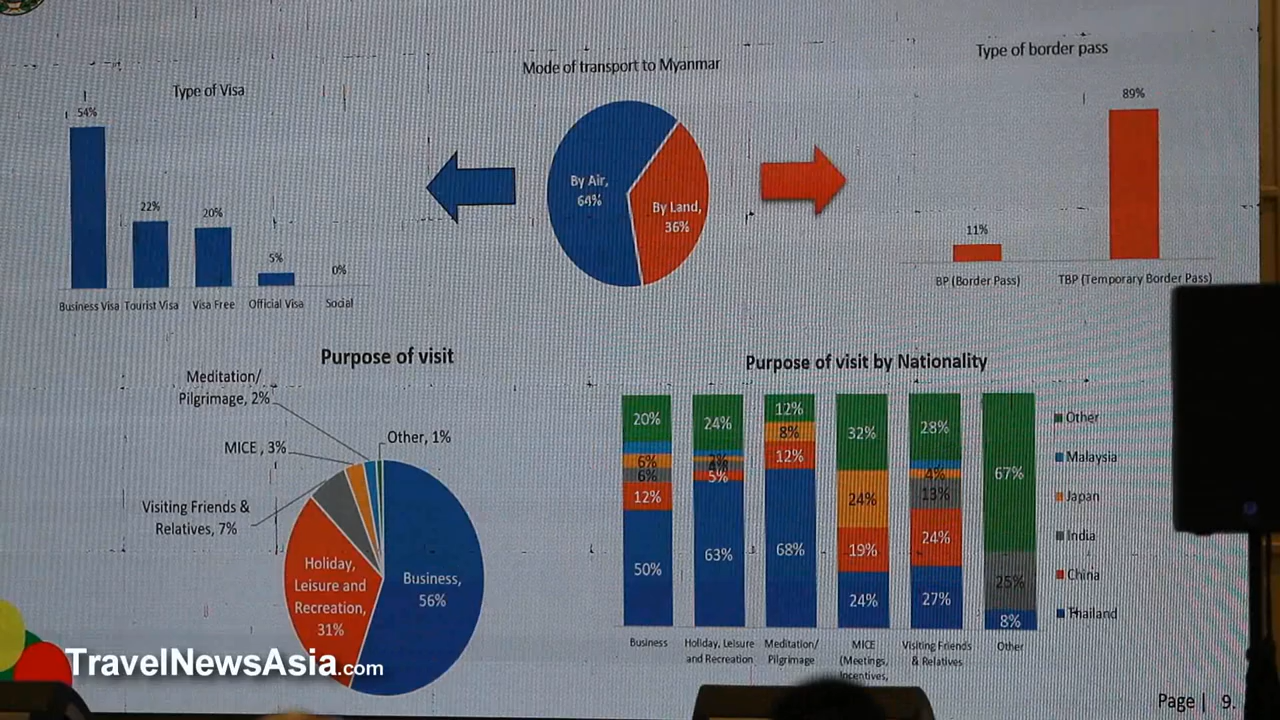 Type of Visa
54%
22%
20%
5%
0%
Business Visa
Tourist Visa
Visa Free
Official Visa
Social
Mode of transport to Myanmar
By Air,
64%
By Land,
36%
Type of border pass
11%
89%
BP (Border Pass)
TBP (Temporary Border Pass)
Purpose of visit
Meditation/
Pilgrimage, 2%
MICE , 3%
Other, 1%
Visiting Friends &
Relatives, 7%
Holiday,
Leisure and
Recreation,
31%
Business,
56%
Purpose of visit by Nationality
20%
6%
6%
12%
50%
24%
4%
5%
63%
12%
8%
12%
68%
32%
24%
19%
24%
28%
4%
13%
24%
27%
67%
25%
8%
Business
Holiday, Leisure
and Recreation
Meditation/
Pilgrimage
MICE
(Meetings,
Incentives,
Visiting Friends
& Relatives
Other
Other
Malaysia
Japan
India
China
Thailand
TravelNewsAsia.com
Page | 9.